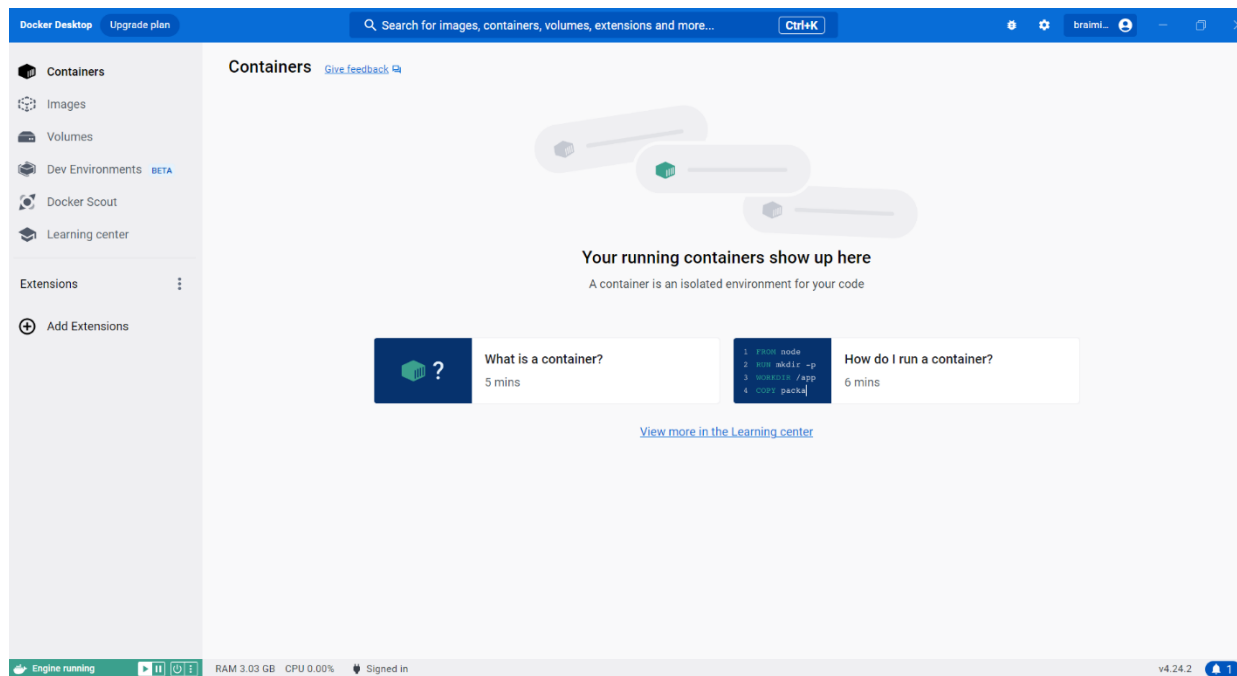 Docker Desktop Upgrade plan Search for images, containers, volumes, extensions and more... Ctrl+K braimi...
Containers
Images
Volumes
Dev Environments BETA
Docker Scout
Learning center
Extensions
Add Extensions
Containers Give feedback
Your running containers show up here
A container is an isolated environment for your code
?
What is a container?
5 mins
1 FROM node
2 RUN mkdir -p
3 WORKDIR /app
4 COPY packa
How do I run a container?
6 mins
View more in the Learning center
Engine running RAM 3.03 GB CPU 0.00% Signed in v4.24.2 1